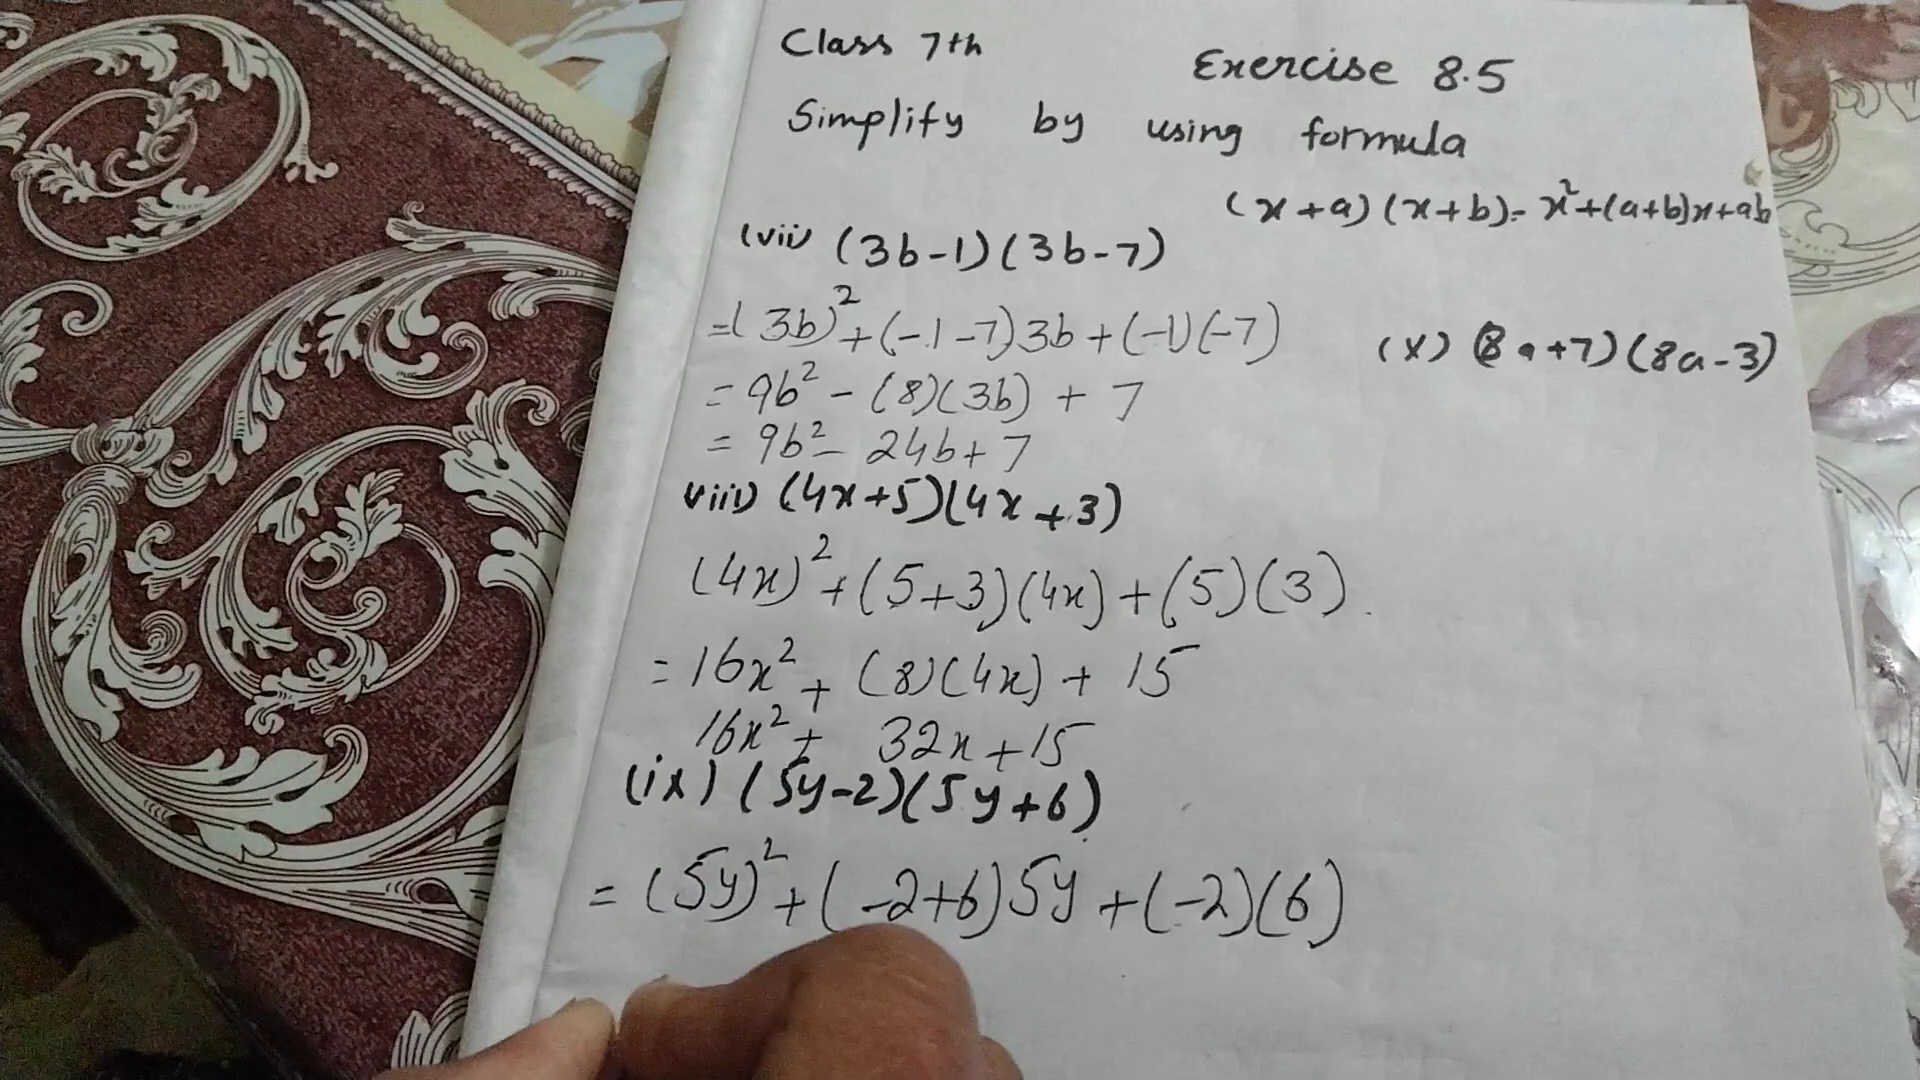 Class 7th
Exercise 8.5
Simplify by using formula
(x+a)(x+b)= x²+(a+b)x+ab
(vii) (3b-1)(3b-7)
=(3b)²+(-1-7)3b+(-1)(-7)
= 9b² - (8)(3b) + 7
= 9b² - 24b + 7
viii) (4x+5)(4x+3)
(4x)²+(5+3)(4x)+(5)(3).
= 16x² + (8)(4x) + 15
16x² + 32x + 15
(ix) (5y-2)(5y+6)
= (5y)²+(-2+6)5y+(-2)(6)
(x) (8a+7)(8a-3)